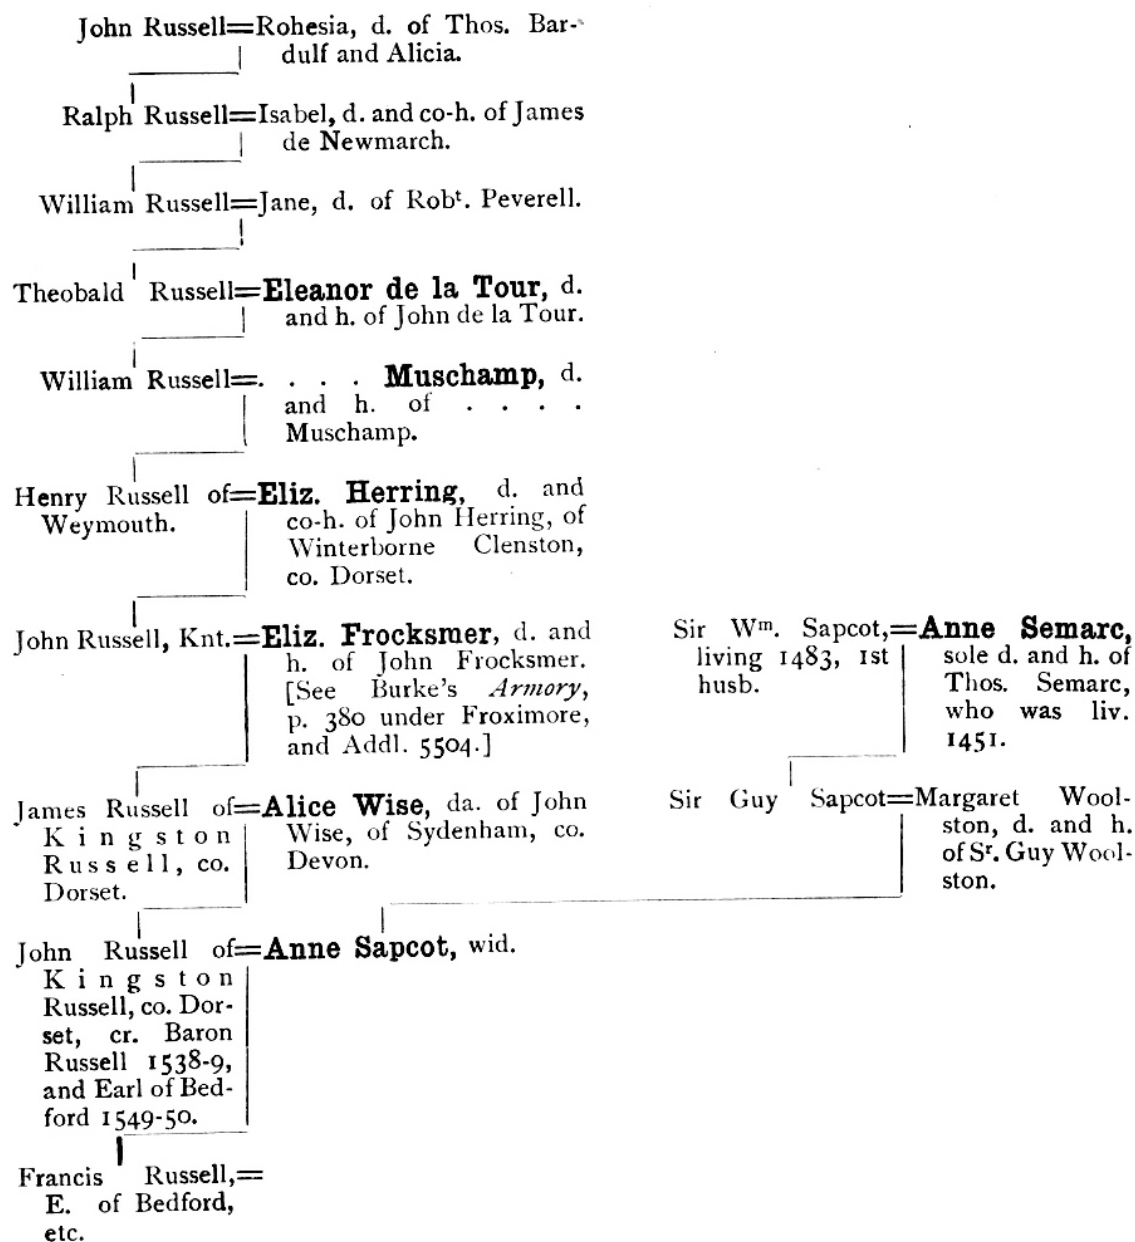 John Russell=Rohesia, d. of Thos. Bar-
dulf and Alicia.
Ralph Russell=Isabel, d. and co-h. of James
de Newmarch.
William Russell=Jane, d. of Robᵗ. Peverell.
Theobald Russell=Eleanor de la Tour, d.
and h. of John de la Tour.
William Russell=. . . . Muschamp, d.
and h. of . . . .
Muschamp.
Henry Russell of=Eliz. Herring, d. and
Weymouth.
co-h. of John Herring, of
Winterborne Clenston,
co. Dorset.
John Russell, Knt.=Eliz. Frocksmer, d. and
h. of John Frocksmer.
[See Burke's Armory,
p. 380 under Froximore,
and Addl. 5504.]
Sir Wᵐ. Sapcot,=Anne Semarc,
living 1483, 1st
husb.
sole d. and h. of
Thos. Semarc,
who was liv.
1451.
James Russell of=Alice Wise, da. of John
Kingston
Russell, co.
Dorset.
Wise, of Sydenham, co.
Devon.
Sir Guy Sapcot=Margaret Wool-
ston, d. and h.
of Sʳ. Guy Wool-
ston.
John Russell of=Anne Sapcot, wid.
Kingston
Russell, co. Dor-
set, cr. Baron
Russell 1538-9,
and Earl of Bed-
ford 1549-50.
Francis Russell,=
E. of Bedford,
etc.